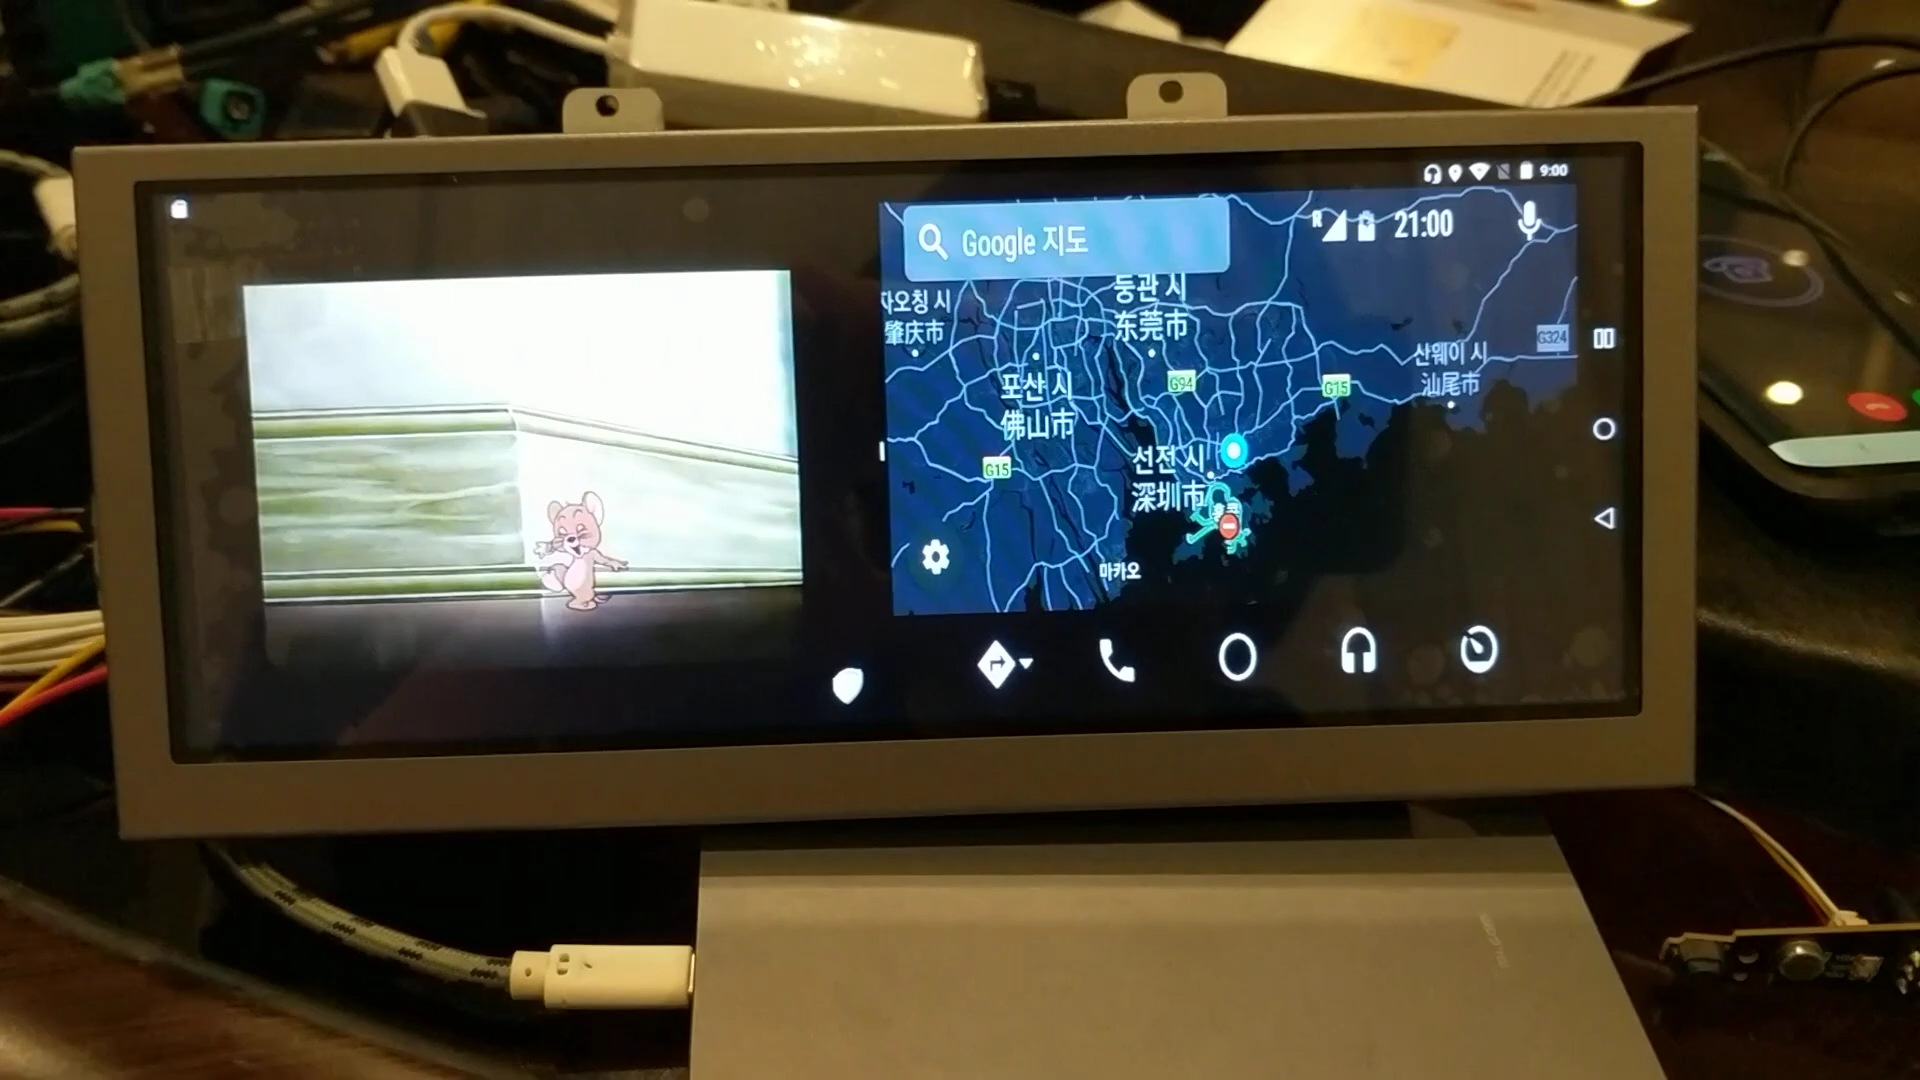 9:00
Google 지도
R
21:00
자오칭 시
肇庆市
둥관 시
东莞市
G324
산웨이 시
汕尾市
포산 시
佛山市
G94
G15
G15
선전 시
深圳市
홍콩
마카오